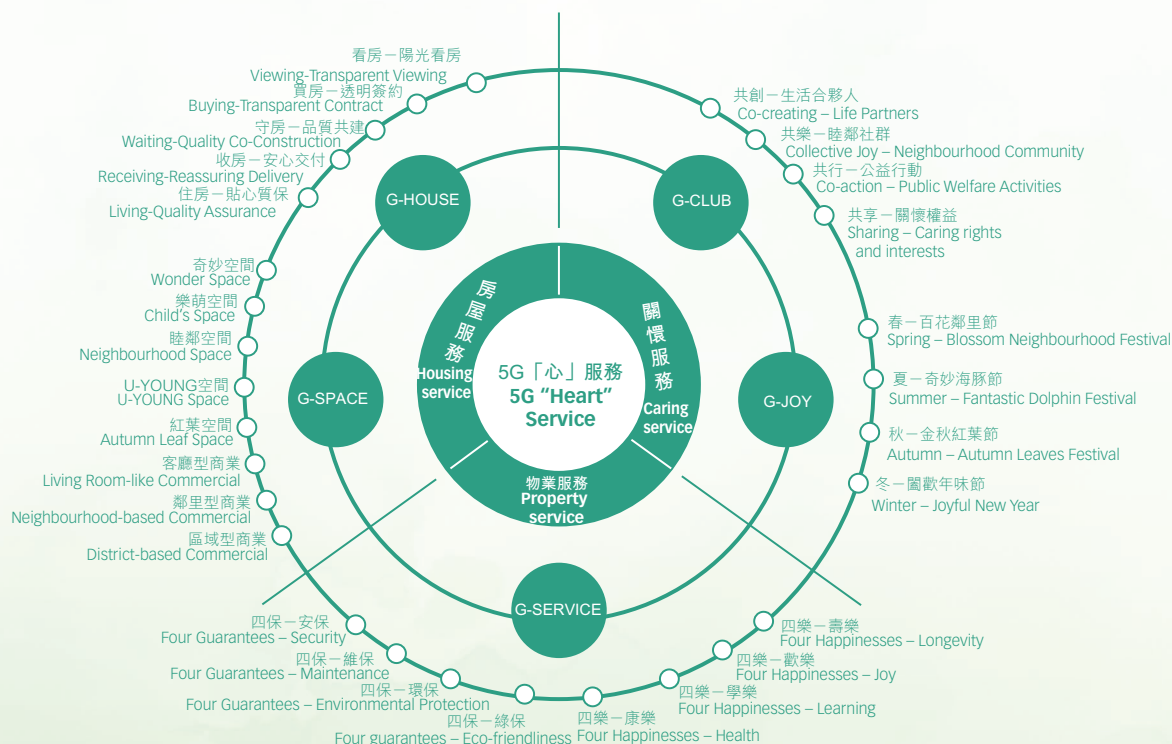 看房－陽光看房
Viewing-Transparent Viewing
買房－透明簽約
Buying-Transparent Contract
守房－品質共建
Waiting-Quality Co-Construction
收房－安心交付
Receiving-Reassuring Delivery
住房－貼心質保
Living-Quality Assurance
奇妙空間
Wonder Space
樂萌空間
Child's Space
睦鄰空間
Neighbourhood Space
U-YOUNG空間
U-YOUNG Space
紅葉空間
Autumn Leaf Space
客廳型商業
Living Room-like Commercial
鄰里型商業
Neighbourhood-based Commercial
區域型商業
District-based Commercial
G-HOUSE
G-SPACE
房屋服務
Housing
service
5G「心」服務
5G “Heart”
Service
關懷服務
Caring
service
物業服務
Property
service
G-CLUB
G-JOY
G-SERVICE
共創－生活合夥人
Co-creating – Life Partners
共樂－睦鄰社群
Collective Joy – Neighbourhood Community
共行－公益行動
Co-action – Public Welfare Activities
共享－關懷權益
Sharing – Caring rights
and interests
春－百花鄰里節
Spring – Blossom Neighbourhood Festival
夏－奇妙海豚節
Summer – Fantastic Dolphin Festival
秋－金秋紅葉節
Autumn – Autumn Leaves Festival
冬－闔歡年味節
Winter – Joyful New Year
四保－安保
Four Guarantees – Security
四保－維保
Four Guarantees – Maintenance
四保－環保
Four Guarantees – Environmental Protection
四保－綠保
Four guarantees – Eco-friendliness
四樂－康樂
Four Happinesses – Health
四樂－學樂
Four Happinesses – Learning
四樂－歡樂
Four Happinesses – Joy
四樂－壽樂
Four Happinesses – Longevity